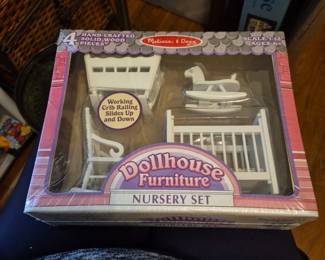 4 HAND-CRAFTED
SOLID-WOOD
PIECES
Melissa & Doug
SCALE 1:12
AGES 6+
Working
Crib Railing
Slides Up
and Down
Dollhouse
Furniture
NURSERY SET